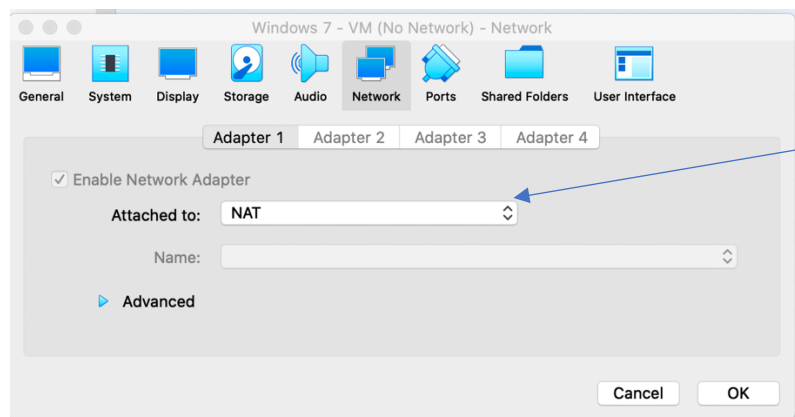 Windows 7 - VM (No Network) - Network
General System Display Storage Audio Network Ports Shared Folders User Interface
Adapter 1 Adapter 2 Adapter 3 Adapter 4
Enable Network Adapter
Attached to: NAT
Name:
Advanced
Cancel OK